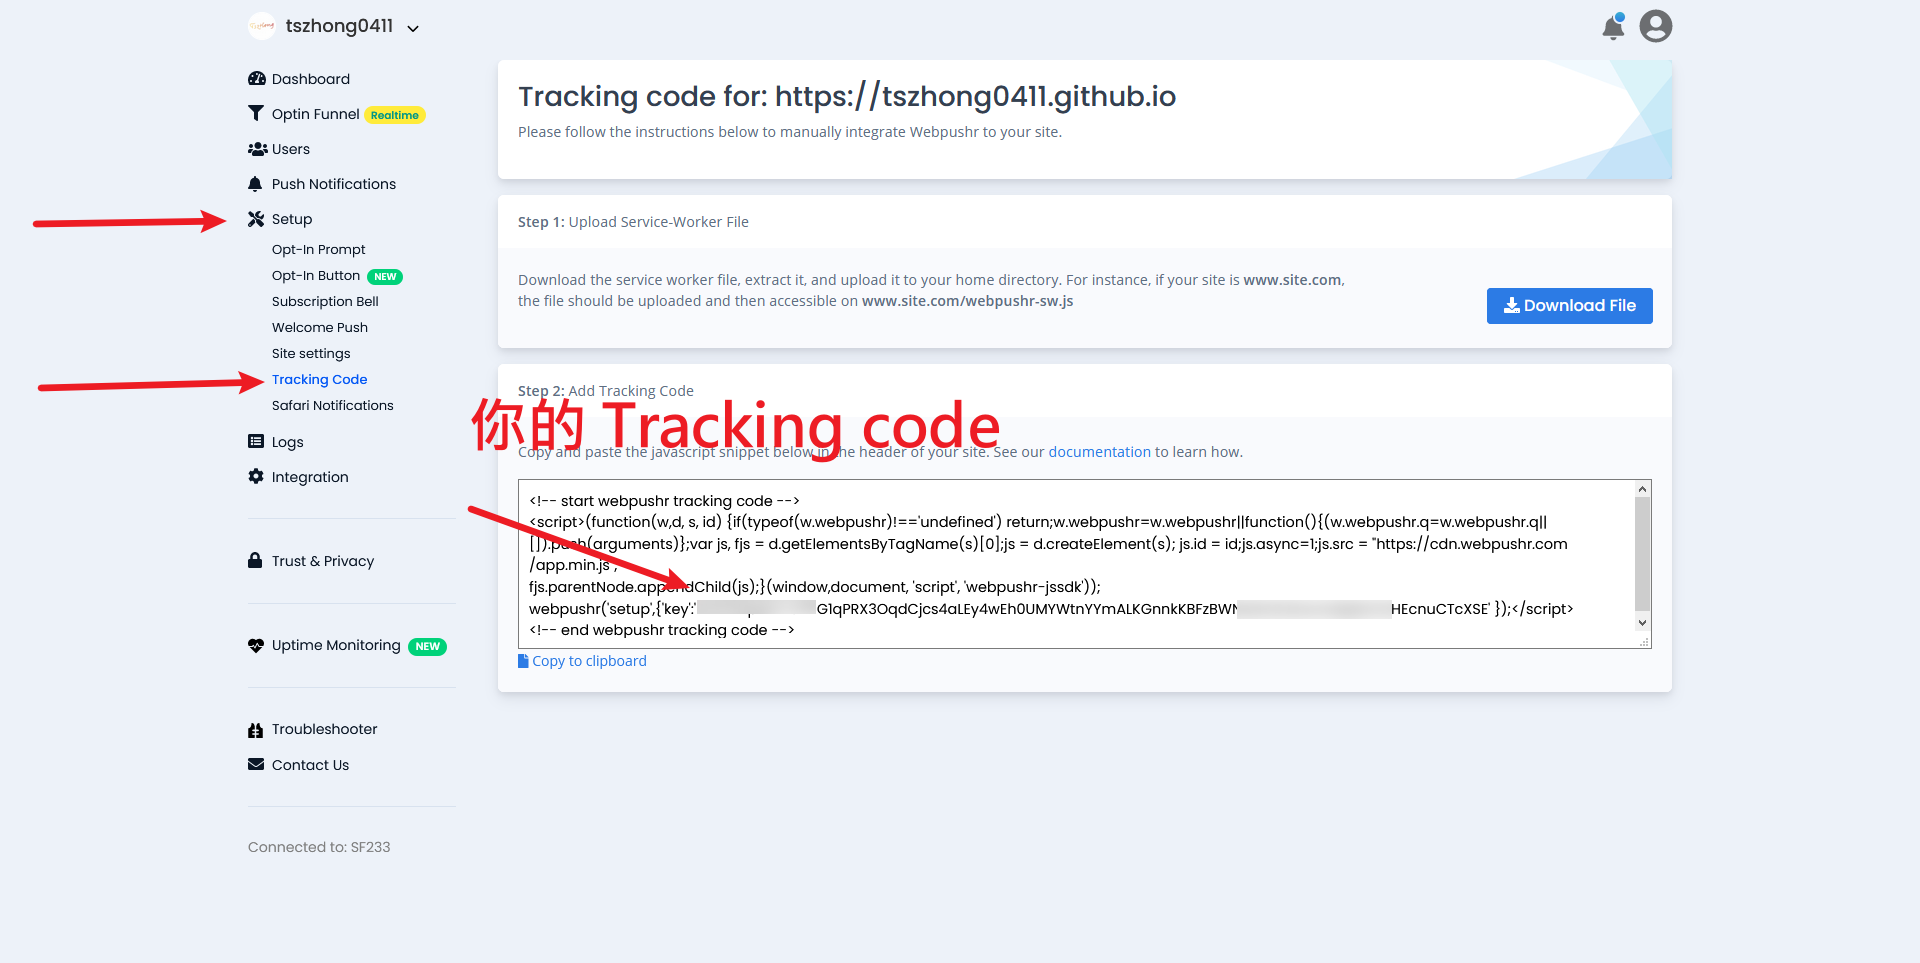 tszhong0411
Dashboard
Optin Funnel Realtime
Users
Push Notifications
Setup
Opt-In Prompt
Opt-In Button NEW
Subscription Bell
Welcome Push
Site settings
Tracking Code
Safari Notifications
Logs
Integration
Trust & Privacy
Uptime Monitoring NEW
Troubleshooter
Contact Us
Connected to: SF233
Tracking code for: https://tszhong0411.github.io
Please follow the instructions below to manually integrate Webpushr to your site.
Step 1: Upload Service-Worker File
Download the service worker file, extract it, and upload it to your home directory. For instance, if your site is www.site.com,
the file should be uploaded and then accessible on www.site.com/webpushr-sw.js
Download File
Step 2: Add Tracking Code
你的 Tracking code
Copy and paste the javascript snippet below in the header of your site. See our documentation to learn how.
<!-- start webpushr tracking code -->
<script>(function(w,d, s, id) {if(typeof(w.webpushr)!=='undefined') return;w.webpushr=w.webpushr||function(){(w.webpushr.q=w.webpushr.q||
[]).push(arguments)};var js, fjs = d.getElementsByTagName(s)[0];js = d.createElement(s); js.id = id;js.async=1;js.src = "https://cdn.webpushr.com
/app.min.js";
fjs.parentNode.appendChild(js);}(window,document, 'script', 'webpushr-jssdk'));
webpushr('setup',{'key':' G1qPRX3OqdCjcs4aLEy4wEh0UMYWtnYYmALKGnnkKBFzBWN HEcnuCTcXSE' });</script>
<!-- end webpushr tracking code -->
Copy to clipboard